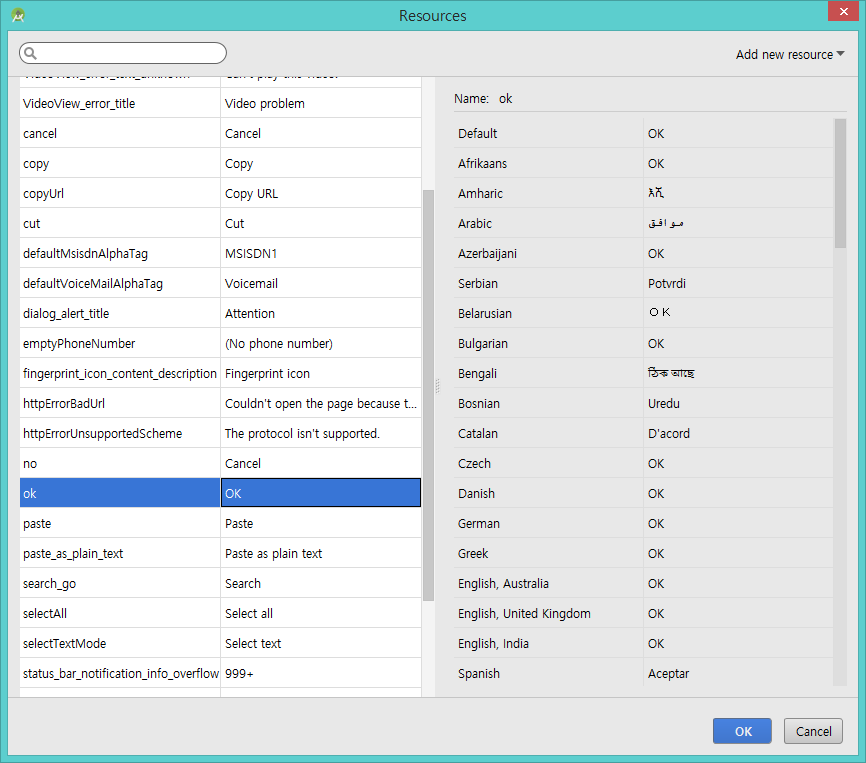 Resources
Add new resource
VideoView_error_title Video problem
cancel Cancel
copy Copy
copyUrl Copy URL
cut Cut
defaultMsisdnAlphaTag MSISDN1
defaultVoiceMailAlphaTag Voicemail
dialog_alert_title Attention
emptyPhoneNumber (No phone number)
fingerprint_icon_content_description Fingerprint icon
httpErrorBadUrl Couldn't open the page because t...
httpErrorUnsupportedScheme The protocol isn't supported.
no Cancel
ok OK
paste Paste
paste_as_plain_text Paste as plain text
search_go Search
selectAll Select all
selectTextMode Select text
status_bar_notification_info_overflow 999+
Name: ok
Default OK
Afrikaans OK
Amharic እሺ
Arabic موافق
Azerbaijani OK
Serbian Potvrdi
Belarusian ОК
Bulgarian OK
Bengali ঠিক আছে
Bosnian Uredu
Catalan D'acord
Czech OK
Danish OK
German OK
Greek OK
English, Australia OK
English, United Kingdom OK
English, India OK
Spanish Aceptar
OK Cancel